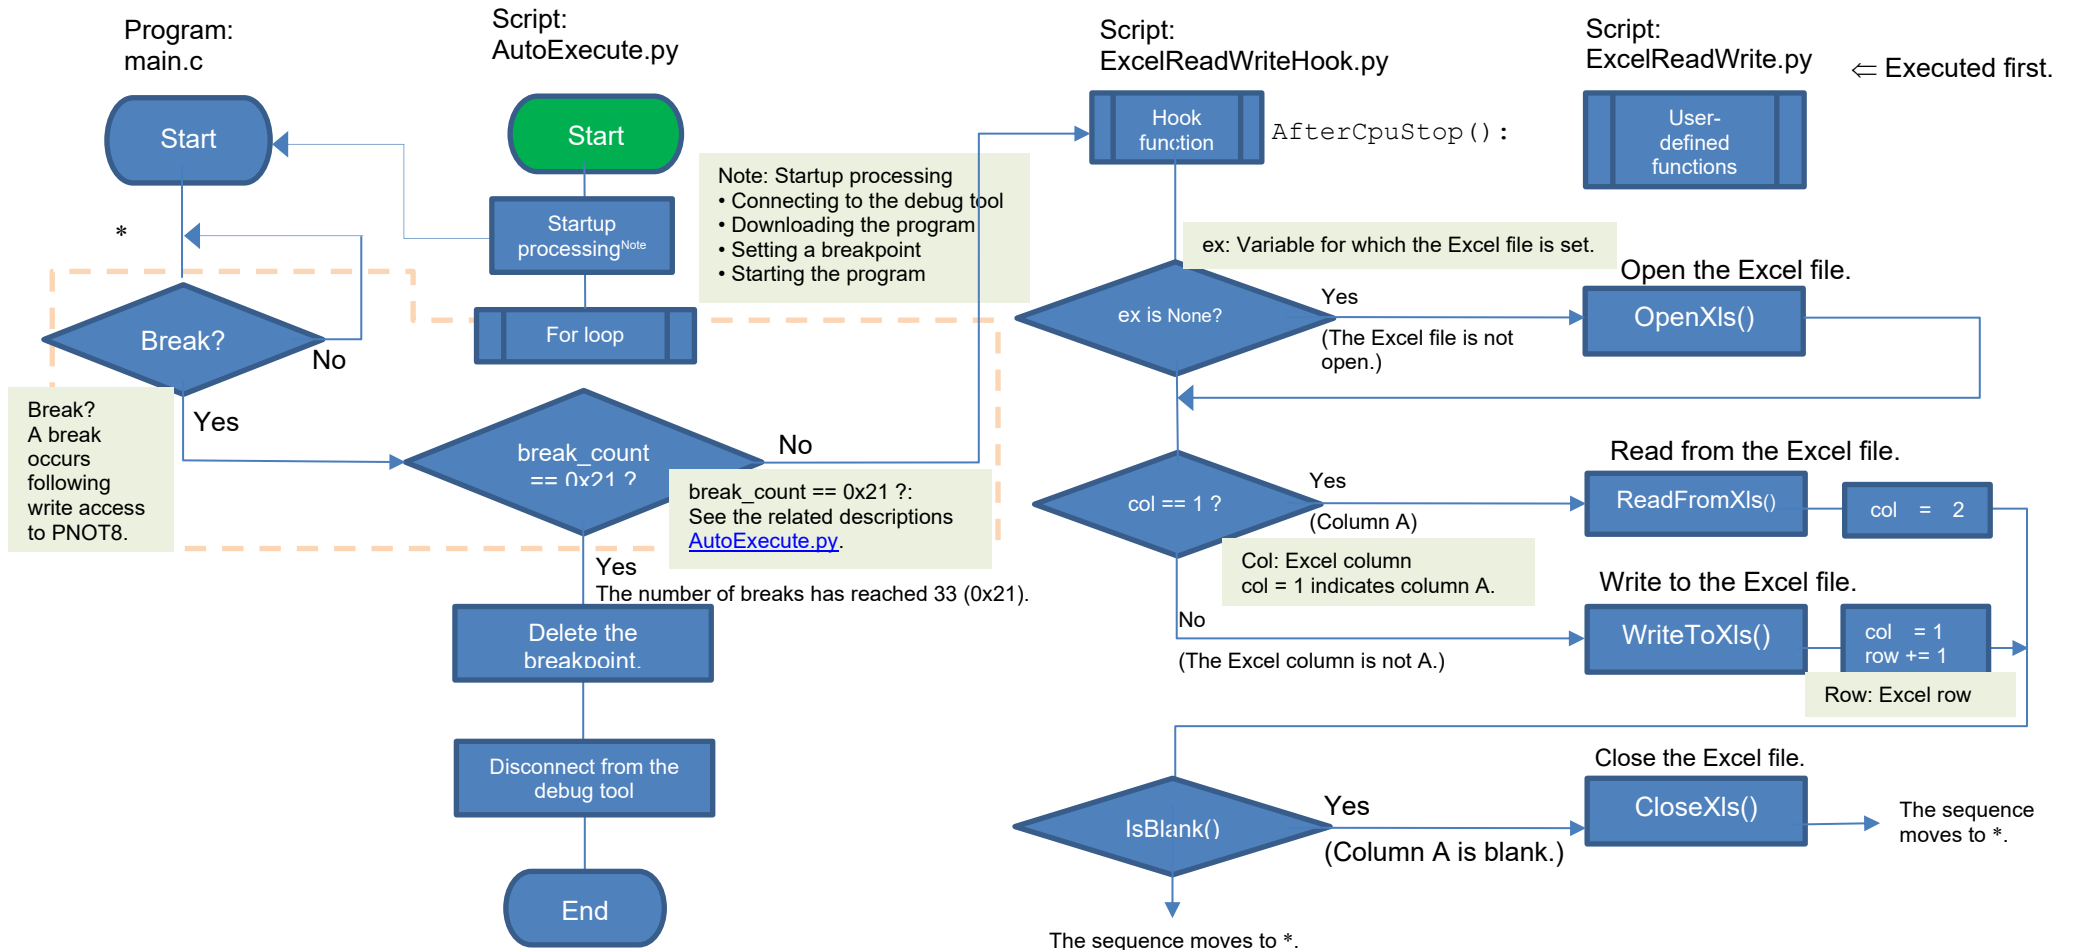 Program:
main.c
Script:
AutoExecute.py
Script:
ExcelReadWriteHook.py
Script:
ExcelReadWrite.py
⇐ Executed first.
Start
Start
Hook
function
AfterCpuStop():
User-
defined
functions
Note: Startup processing
• Connecting to the debug tool
• Downloading the program
• Setting a breakpoint
• Starting the program
Startup
processingNote
*
ex: Variable for which the Excel file is set.
Open the Excel file.
For loop
Break?
No
ex is None?
Yes
(The Excel file is not
open.)
OpenXls()
Break?
A break
occurs
following
write access
to PNOT8.
Yes
break_count
== 0x21 ?
No
break_count == 0x21 ?:
See the related descriptions
AutoExecute.py.
Read from the Excel file.
col == 1 ?
Yes
(Column A)
ReadFromXls()
col = 2
Col: Excel column
col = 1 indicates column A.
Yes
The number of breaks has reached 33 (0x21).
Write to the Excel file.
No
(The Excel column is not A.)
WriteToXls()
col = 1
row += 1
Row: Excel row
Delete the
breakpoint.
Disconnect from the
debug tool
Close the Excel file.
IsBlank()
Yes
(Column A is blank.)
CloseXls()
The sequence
moves to *.
End
The sequence moves to *.